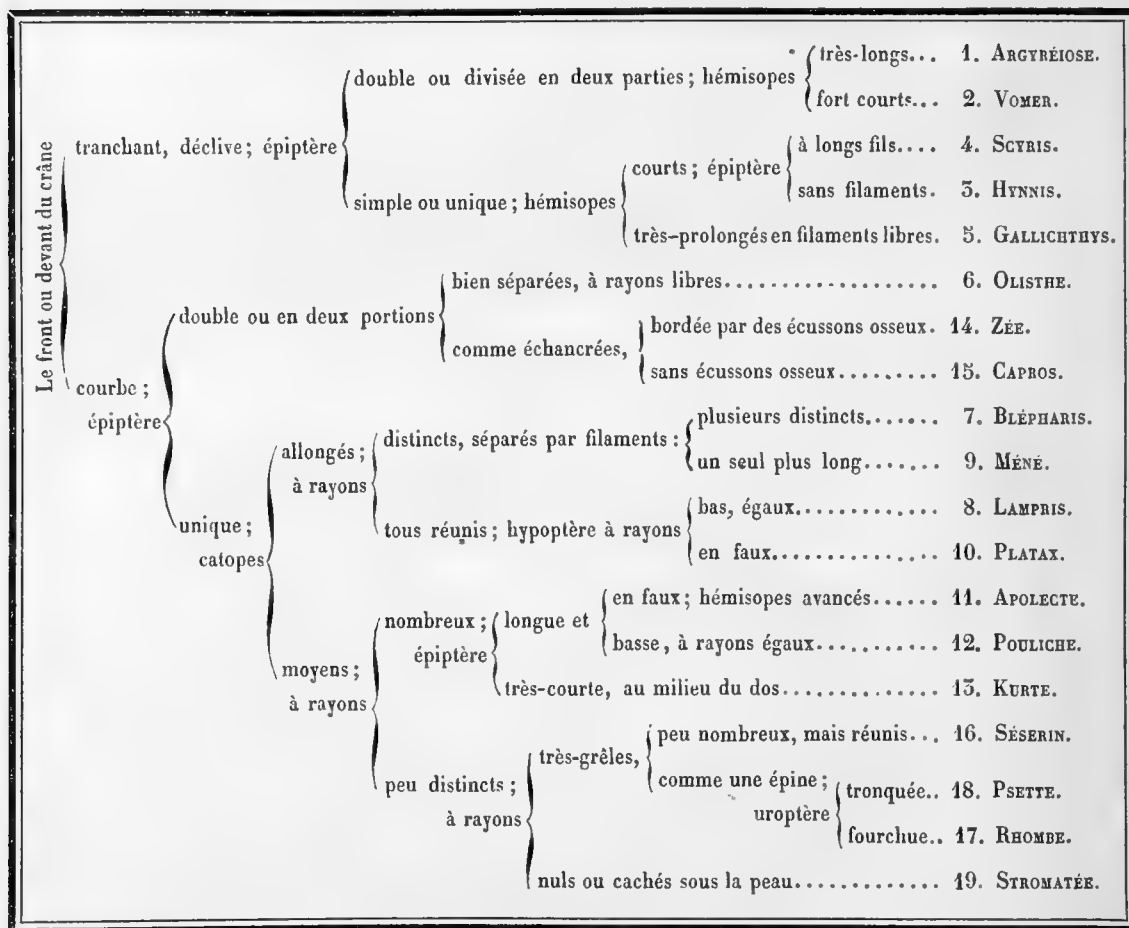 très-longs... 1. ARGYRÉIOSE.
double ou divisée en deux parties ; hémisopes
fort courts... 2. VOMER.
Le front ou devant du crâne
tranchant, déclive ; épiptère
à longs fils.... 4. SCYRIS.
courts ; épiptère
sans filaments. 3. HYNNIS.
simple ou unique ; hémisopes
très-prolongés en filaments libres. 5. GALLICHTHYS.
bien séparées, à rayons libres................... 6. OLISTHE.
double ou en deux portions
bordée par des écussons osseux. 14. ZÉE.
comme échancrées,
sans écussons osseux......... 15. CAPROS.
courbe ;
épiptère
plusieurs distincts....... 7. BLÉPHARIS.
distincts, séparés par filaments :
un seul plus long....... 9. MÉNÉ.
allongés ;
à rayons
bas, égaux............. 8. LAMPRIS.
tous réunis ; hypoptère à rayons
en faux............... 10. PLATAX.
unique ;
catopes
en faux ; hémisopes avancés...... 11. APOLECTE.
nombreux ; longue et
épiptère basse, à rayons égaux........... 12. POULICHE.
moyens ;
à rayons
très-courte, au milieu du dos.............. 13. KURTE.
peu nombreux, mais réunis... 16. SÉSERIN.
très-grêles,
comme une épine ;
peu distincts ;
à rayons
uroptère
tronquée.. 18. PSETTE.
fourchue.. 17. RHOMBE.
nuls ou cachés sous la peau............. 19. STROMATÉE.